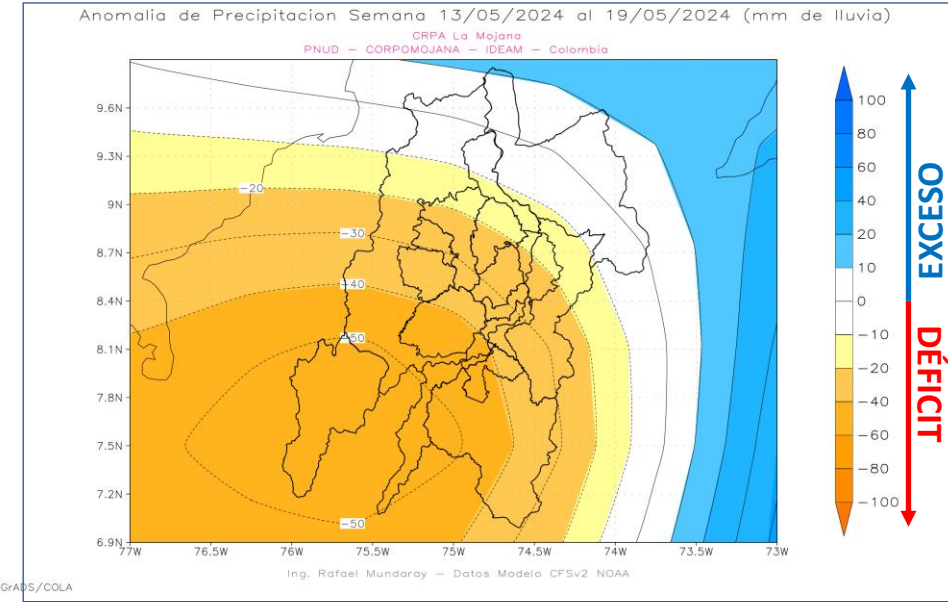 Anomalia de Precipitacion Semana 13/05/2024 al 19/05/2024 (mm de lluvia)
CRPA La Mojana
PNUD – CORPOMOJANA – IDEAM – Colombia
9.6N
9.3N
9N
8.7N
8.4N
8.1N
7.8N
7.5N
7.2N
6.9N
-20
-30
-40
-50
-50
77W 76.5W 76W 75.5W 75W 74.5W 74W 73.5W 73W
100
80
60
40
20
10
0
-10
-20
-40
-60
-80
-100
EXCESO
DÉFICIT
Ing. Rafael Mundaray – Datos Modelo CFSv2 NOAA
GrADS/COLA